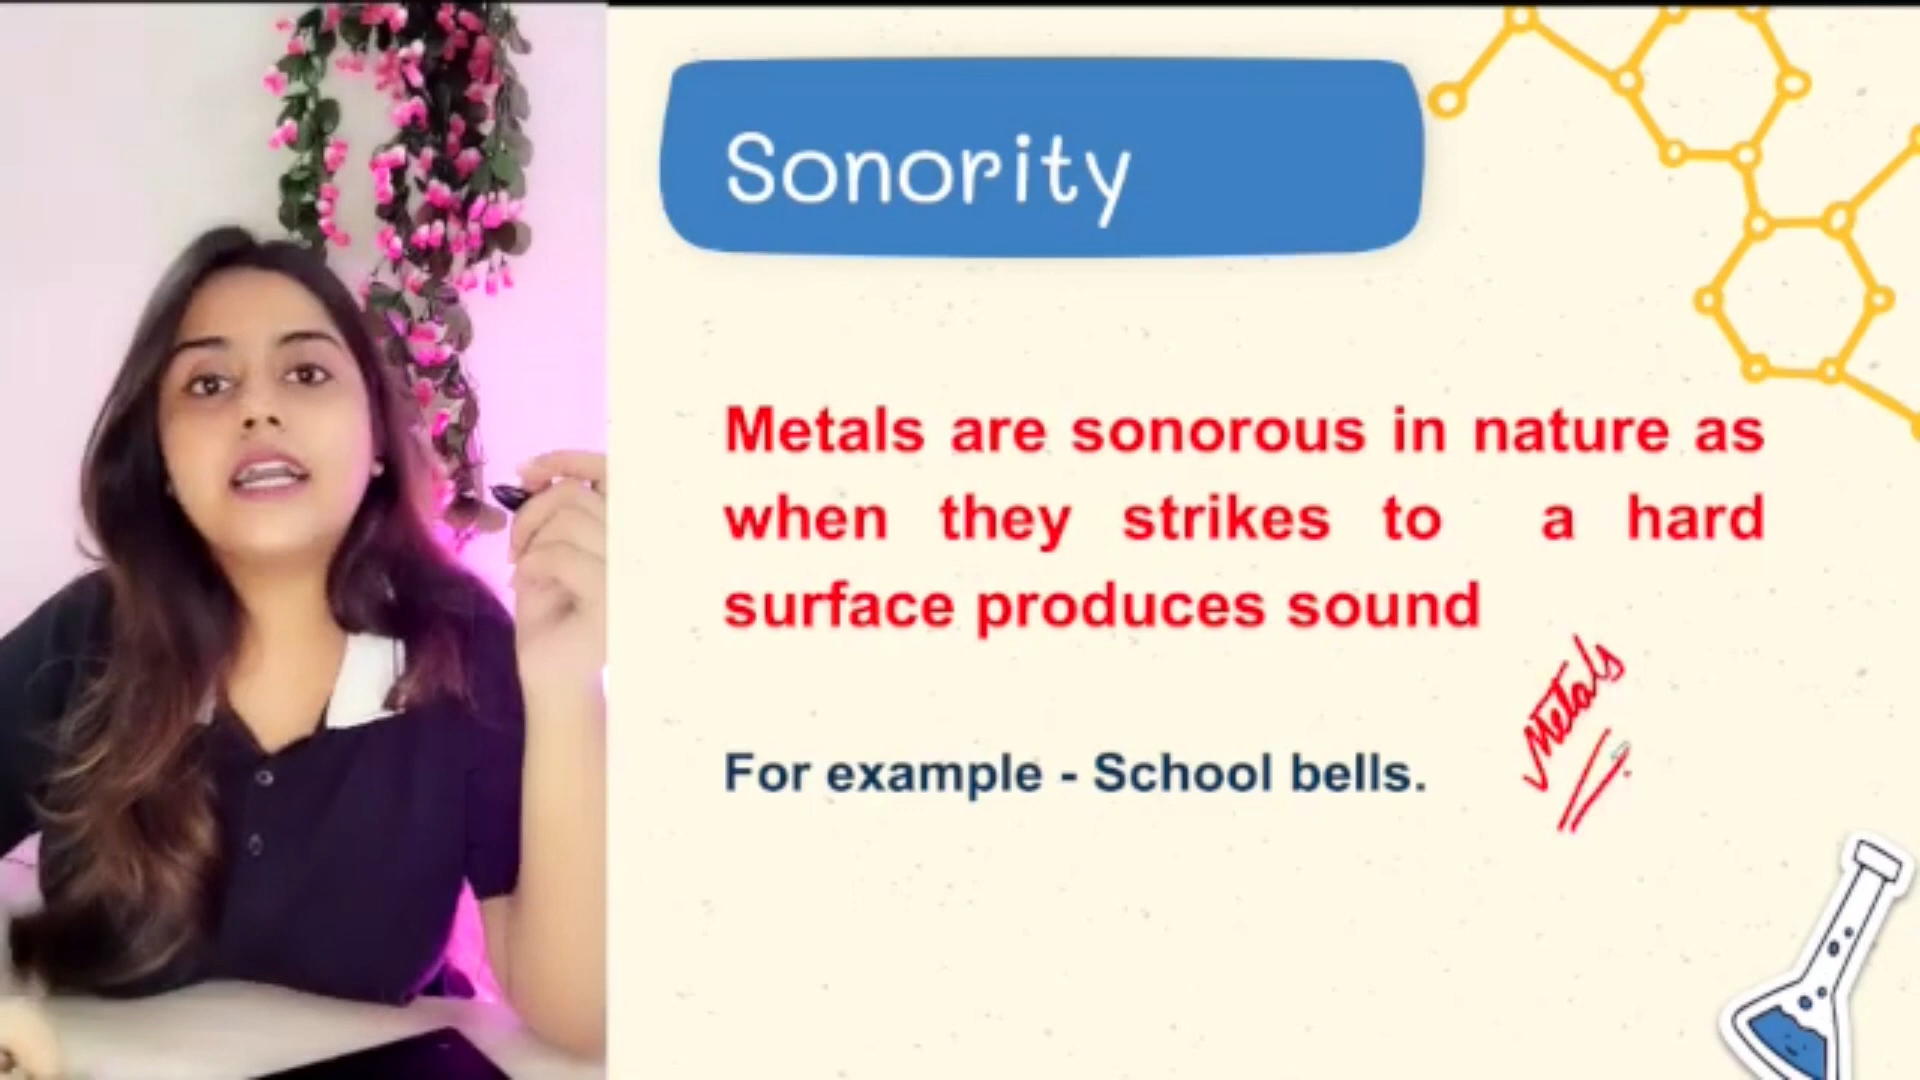 Sonority
Metals are sonorous in nature as
when they strikes to a hard
surface produces sound
Metals
For example - School bells.